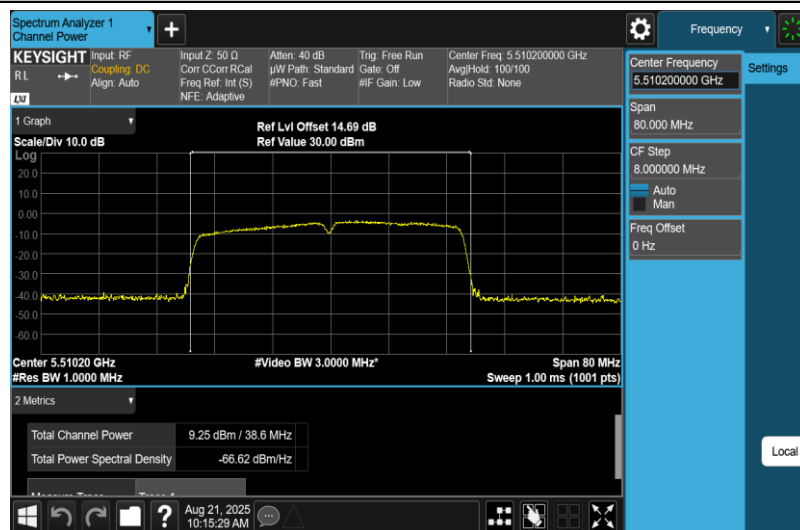 Spectrum Analyzer 1
Channel Power
+
Frequency
KEYSIGHT
RL
LXI
Input: RF
Coupling: DC
Align: Auto
Input Z: 50 Ω
Corr CCorr RCal
Freq Ref: Int (S)
NFE: Adaptive
Atten: 40 dB
µW Path: Standard
#PNO: Fast
Trig: Free Run
Gate: Off
#IF Gain: Low
Center Freq: 5.510200000 GHz
Avg|Hold: 100/100
Radio Std: None
Center Frequency
5.510200000 GHz
Settings
Span
80.000 MHz
CF Step
8.000000 MHz
Auto
Man
Freq Offset
0 Hz
1 Graph
Scale/Div 10.0 dB
Ref Lvl Offset 14.69 dB
Ref Value 30.00 dBm
Log
20.0
10.0
0.00
-10.0
-20.0
-30.0
-40.0
-50.0
-60.0
Center 5.51020 GHz
#Video BW 3.0000 MHz*
Span 80 MHz
#Res BW 1.0000 MHz
Sweep 1.00 ms (1001 pts)
2 Metrics
Total Channel Power 9.25 dBm / 38.6 MHz
Total Power Spectral Density -66.62 dBm/Hz
Local
?
Aug 21, 2025
10:15:29 AM